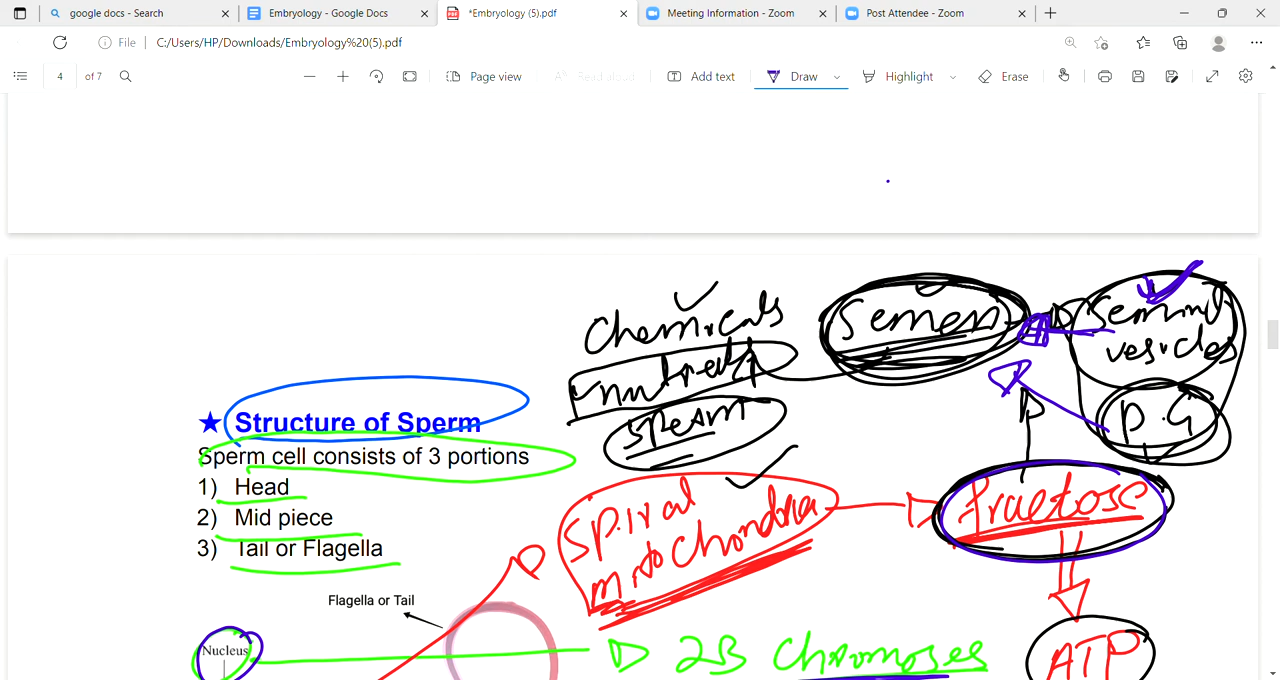 google docs - Search
Embryology - Google Docs
*Embryology (5).pdf
Meeting Information - Zoom
Post Attendee - Zoom
File
C:/Users/HP/Downloads/Embryology%20(5).pdf
4 of 7
Page view
Read aloud
Add text
Draw
Highlight
Erase
Chemicals
Semen
vesicles
P.G
★ Structure of Sperm
Sperm cell consists of 3 portions
1) Head
2) Mid piece
3) Tail or Flagella
Spiral
mitochondria
fructose
Flagella or Tail
Nucleus
23 Chromoses
ATP